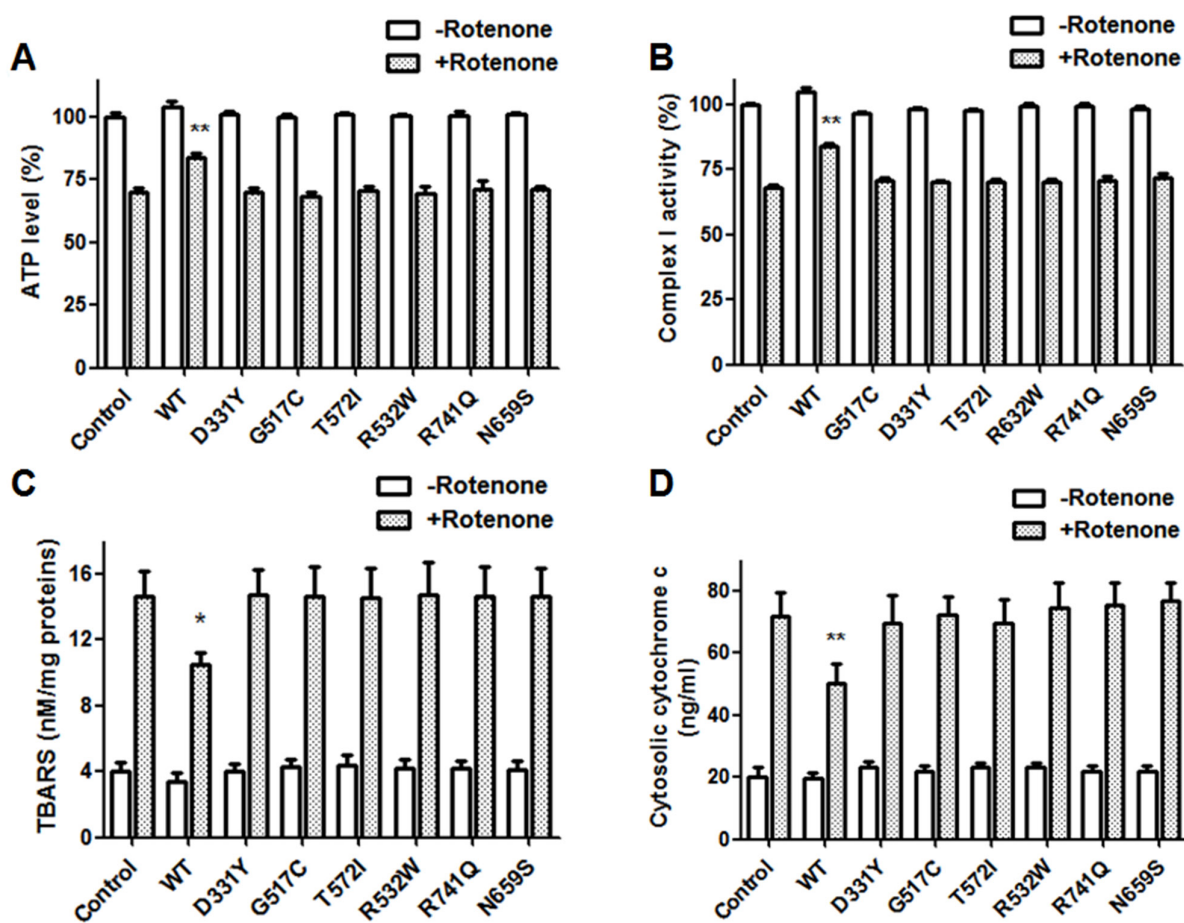 A
-Rotenone
+Rotenone
ATP level (%)
100
75
50
25
0
**
Control
WT
D331Y
G517C
T572I
R532W
R741Q
N659S
B
-Rotenone
+Rotenone
Complex I activity (%)
100
75
50
25
0
**
Control
WT
G517C
D331Y
T572I
R632W
R741Q
N659S
C
-Rotenone
+Rotenone
TBARS (nM/mg proteins)
16
12
8
4
0
*
Control
WT
D331Y
G517C
T572I
R532W
R741Q
N659S
D
-Rotenone
+Rotenone
Cytosolic cytochrome c
(ng/ml)
80
60
40
20
0
**
Control
WT
D331Y
G517C
T572I
R532W
R741Q
N659S